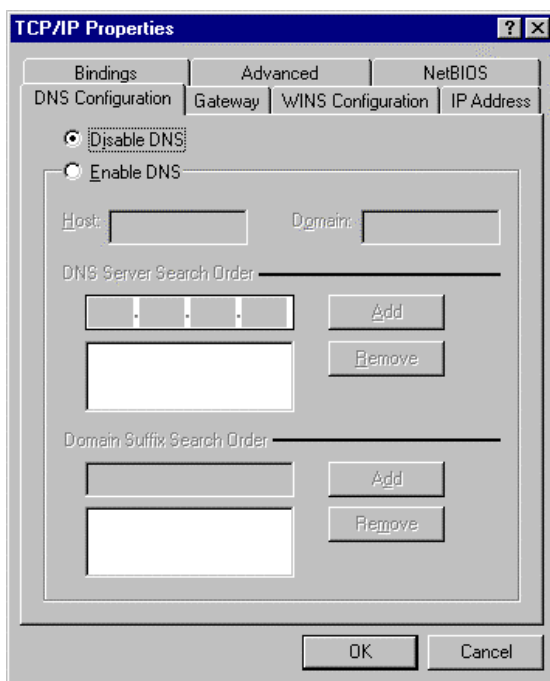 TCP/IP Properties
Bindings Advanced NetBIOS
DNS Configuration Gateway WINS Configuration IP Address
Disable DNS
Enable DNS
Host: Domain:
DNS Server Search Order
Add
Remove
Domain Suffix Search Order
Add
Remove
OK Cancel